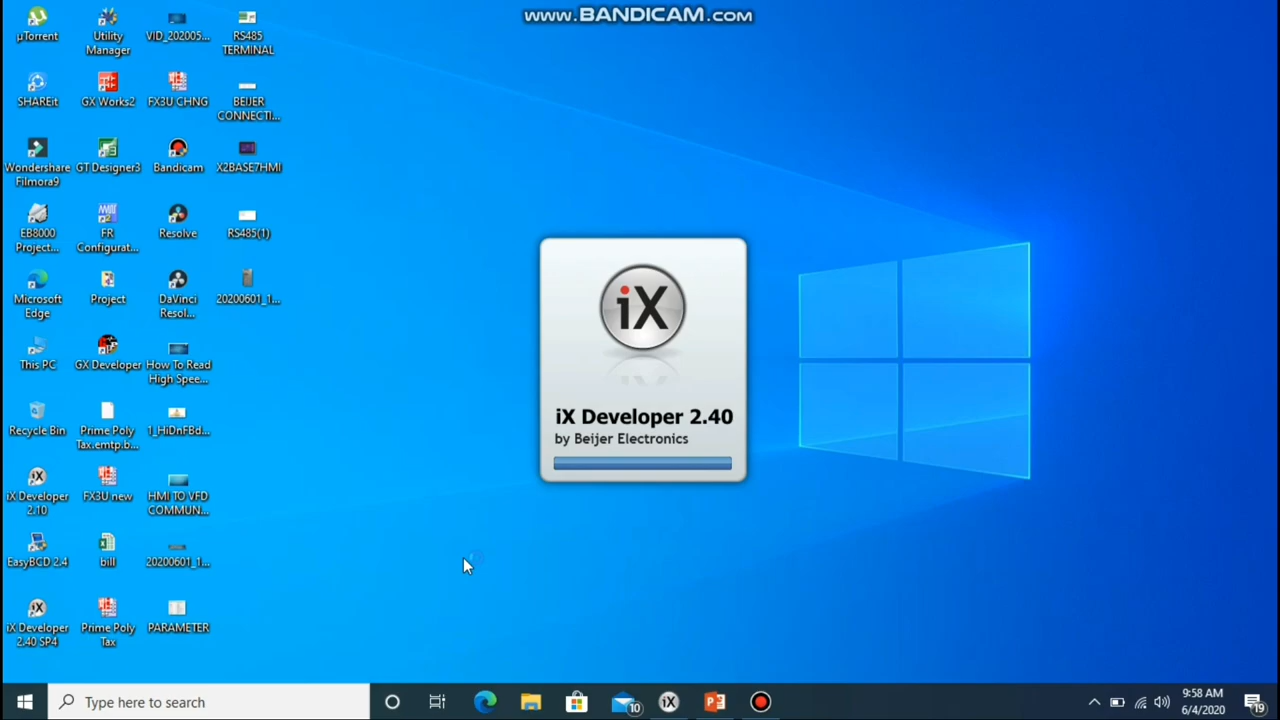 www.BANDICAM.com
µTorrent
Utility
Manager
VID_202005...
RS485
TERMINAL
SHAREit
GX Works2
FX3U CHNG
BEIJER
CONNECTI...
Wondershare
Filmora9
GT Designer3
Bandicam
X2BASE7HMI
EB8000
Project...
FR
Configurat...
Resolve
RS485(1)
Microsoft
Edge
Project
DaVinci
Resol...
20200601_1...
This PC
GX Developer
How To Read
High Spee...
Recycle Bin
Prime Poly
Tax.emtp.b...
1_HiDnFBd...
iX Developer
2.10
FX3U new
HMI TO VFD
COMMUN...
EasyBCD 2.4
bill
20200601_1...
iX Developer
2.40 SP4
Prime Poly
Tax
PARAMETER
iX
iX Developer 2.40
by Beijer Electronics
Type here to search
10
iX
9:58 AM
6/4/2020
19